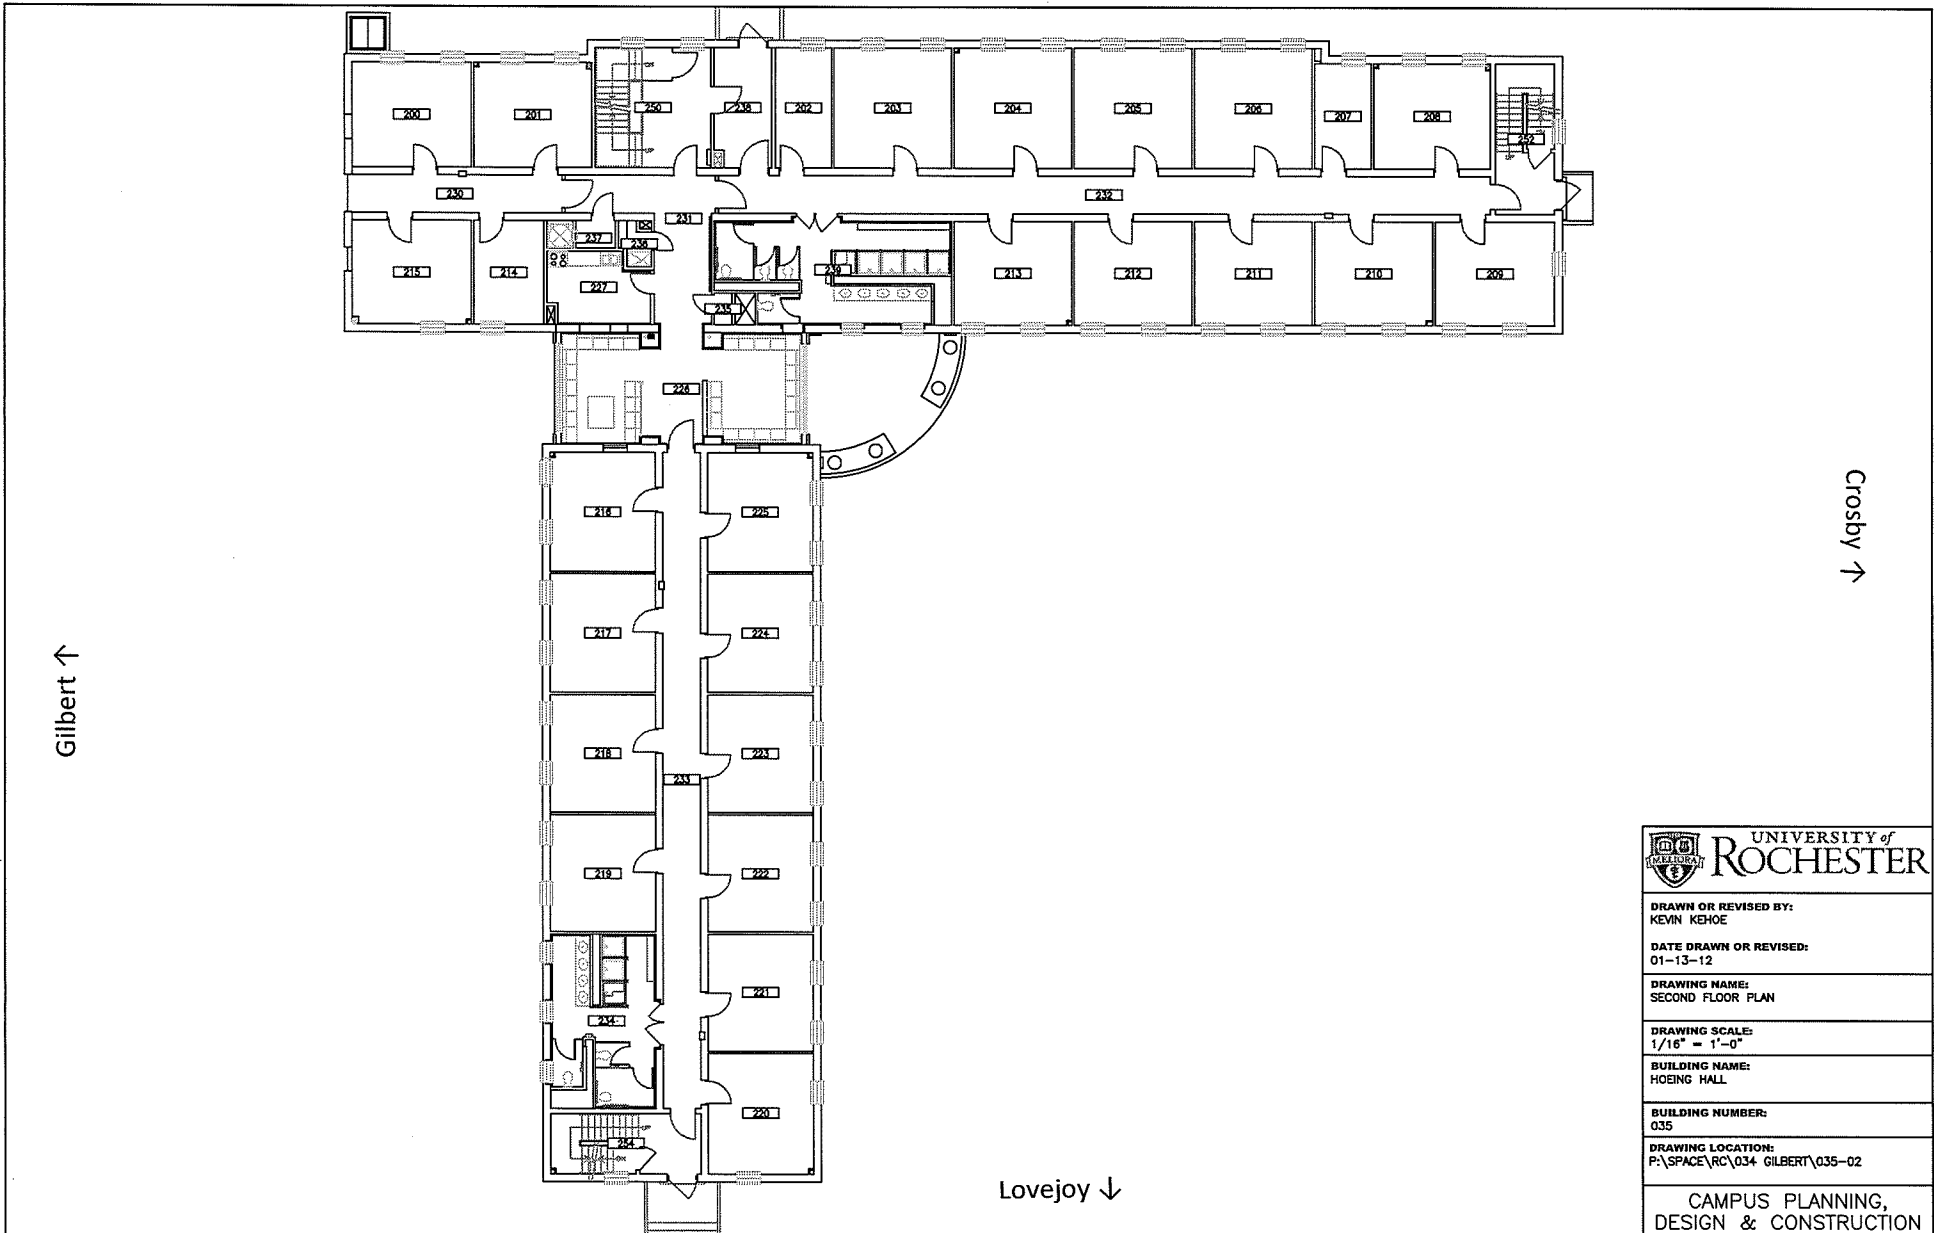 200
201
250
238
202
203
204
205
206
207
208
252
230
231
232
237
236
215
214
227
235
239
213
212
211
210
209
226
216
225
217
224
218
223
233
219
222
221
234
220
254
Gilbert ↑
Crosby ↑
Lovejoy ↓
UNIVERSITY of
ROCHESTER
MELIORA
DRAWN OR REVISED BY:
KEVIN KEHOE
DATE DRAWN OR REVISED:
01-13-12
DRAWING NAME:
SECOND FLOOR PLAN
DRAWING SCALE:
1/16" = 1'-0"
BUILDING NAME:
HOEING HALL
BUILDING NUMBER:
035
DRAWING LOCATION:
P:\SPACE\RC\034 GILBERT\035-02
CAMPUS PLANNING,
DESIGN & CONSTRUCTION